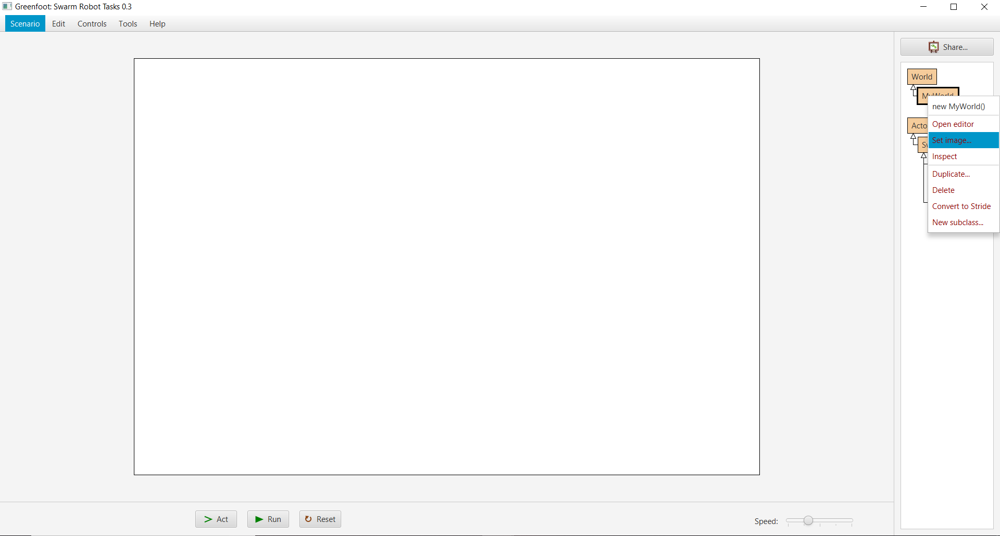 Greenfoot: Swarm Robot Tasks 0.3
Scenario Edit Controls Tools Help
Share...
World
MyWorld
new MyWorld()
Acto
Open editor
Set image...
Inspect
Duplicate...
Delete
Convert to Stride
New subclass...
Act Run Reset
Speed: